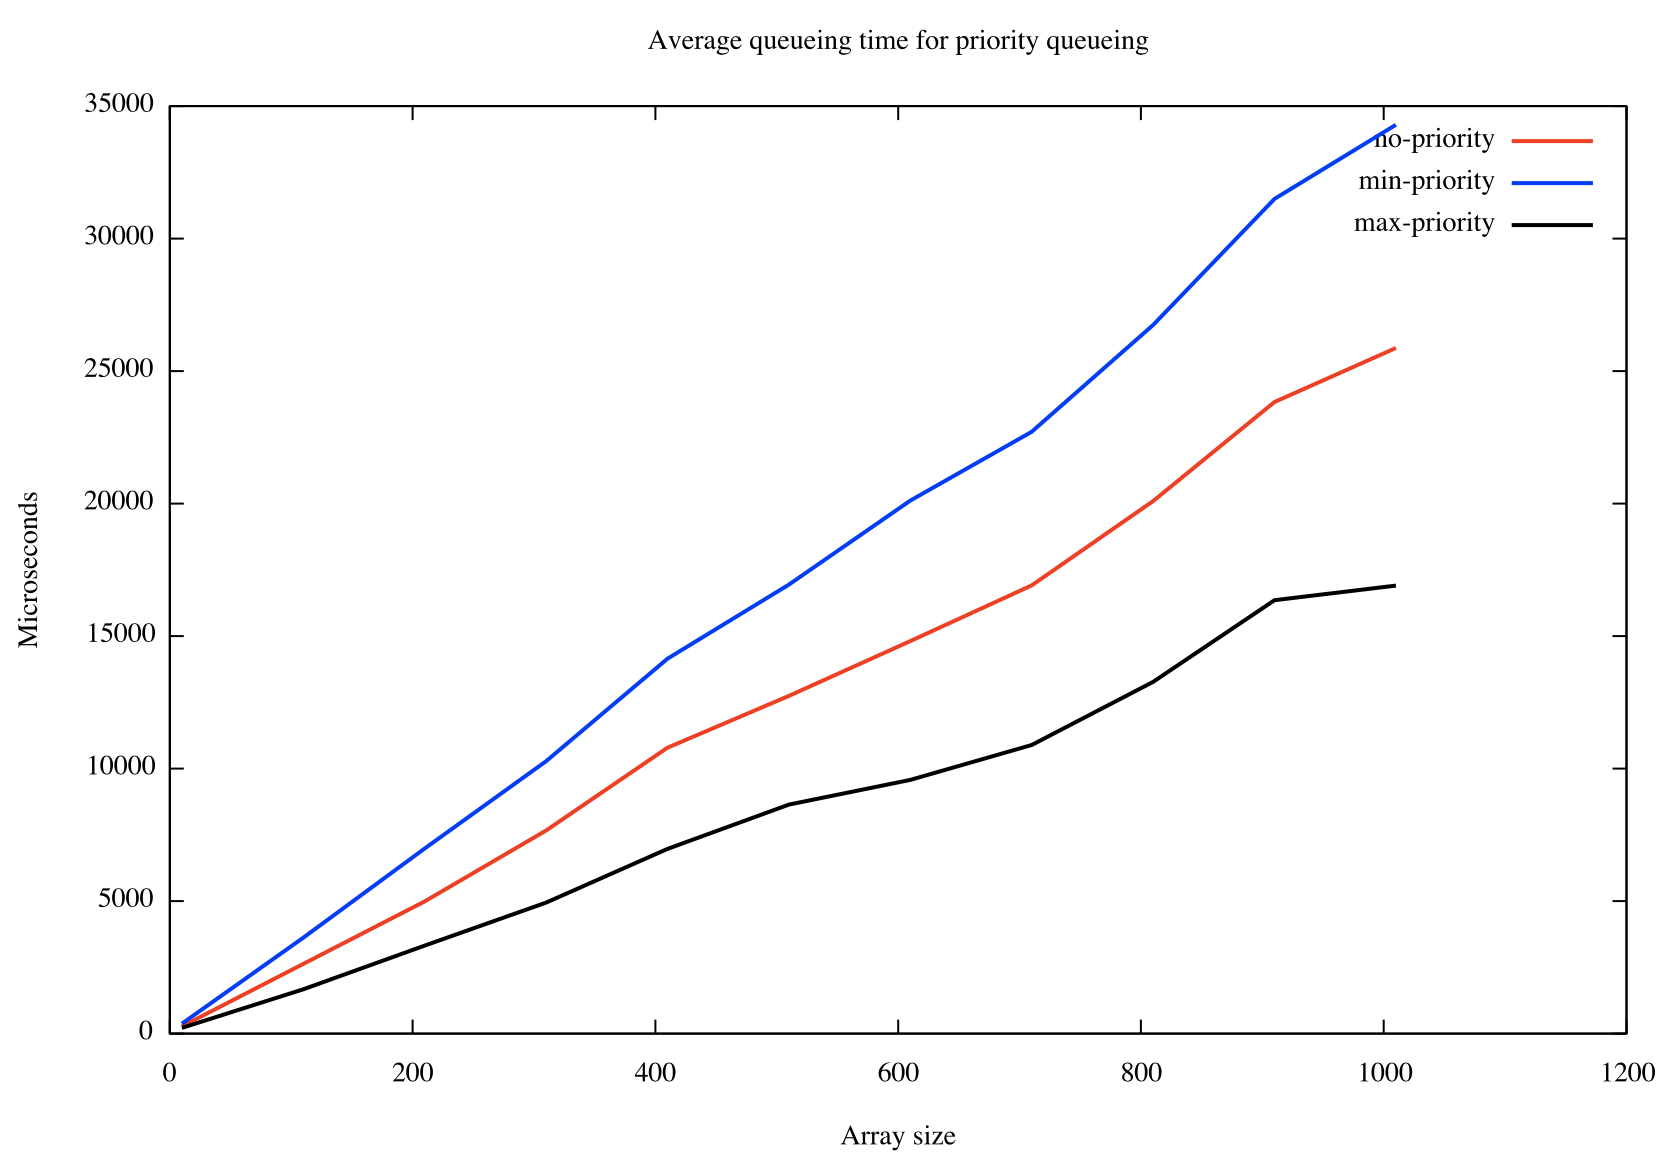 Average queueing time for priority queueing
35000
30000
25000
20000
15000
10000
5000
0
Microseconds
no-priority
min-priority
max-priority
0 200 400 600 800 1000 1200
Array size